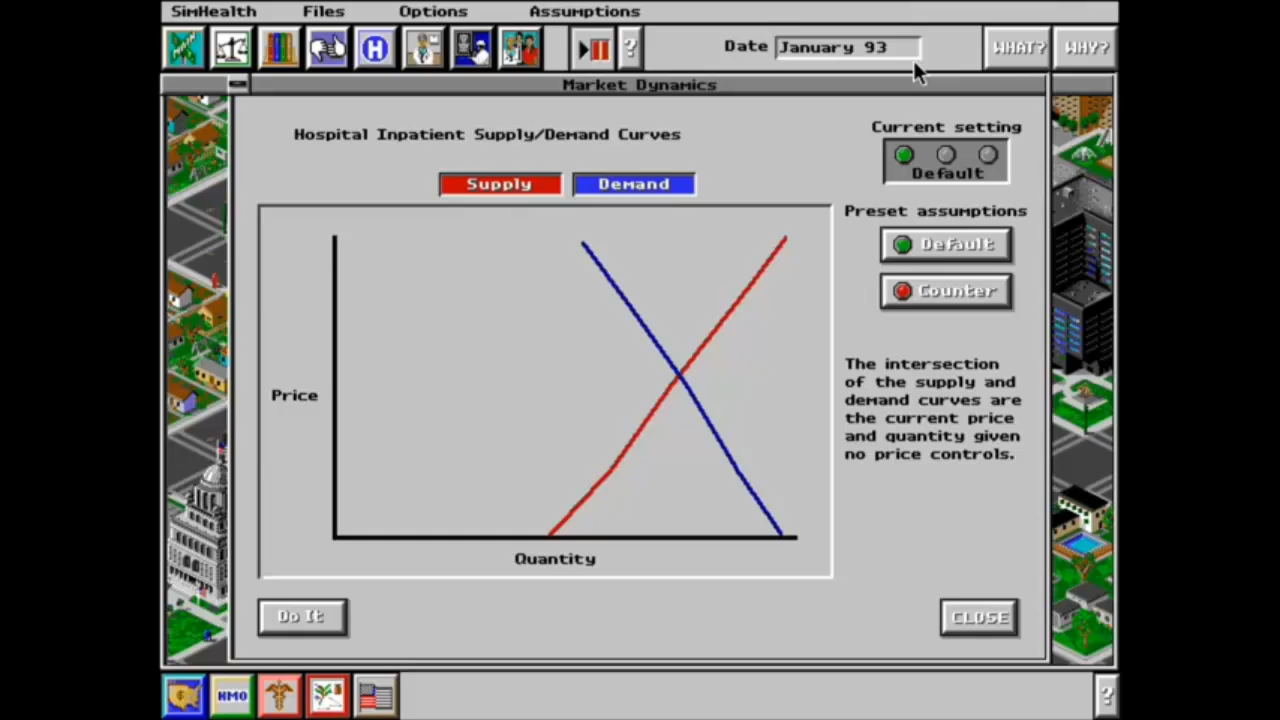 SimHealth Files Options Assumptions
H ? Date January 93 WHAT? WHY?
Market Dynamics
Hospital Inpatient Supply/Demand Curves
Current setting
Default
Supply Demand
Preset assumptions
Default
Counter
The intersection
of the supply and
demand curves are
the current price
and quantity given
no price controls.
Price
Quantity
Do It
CLOSE
$ HMO ?